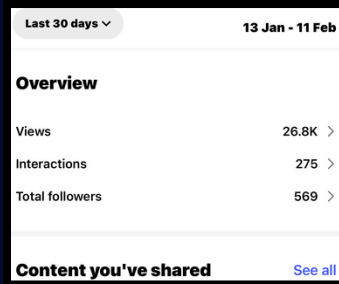 Last 30 days
13 Jan - 11 Feb
Overview
Views 26.8K
Interactions 275
Total followers 569
Content you've shared See all